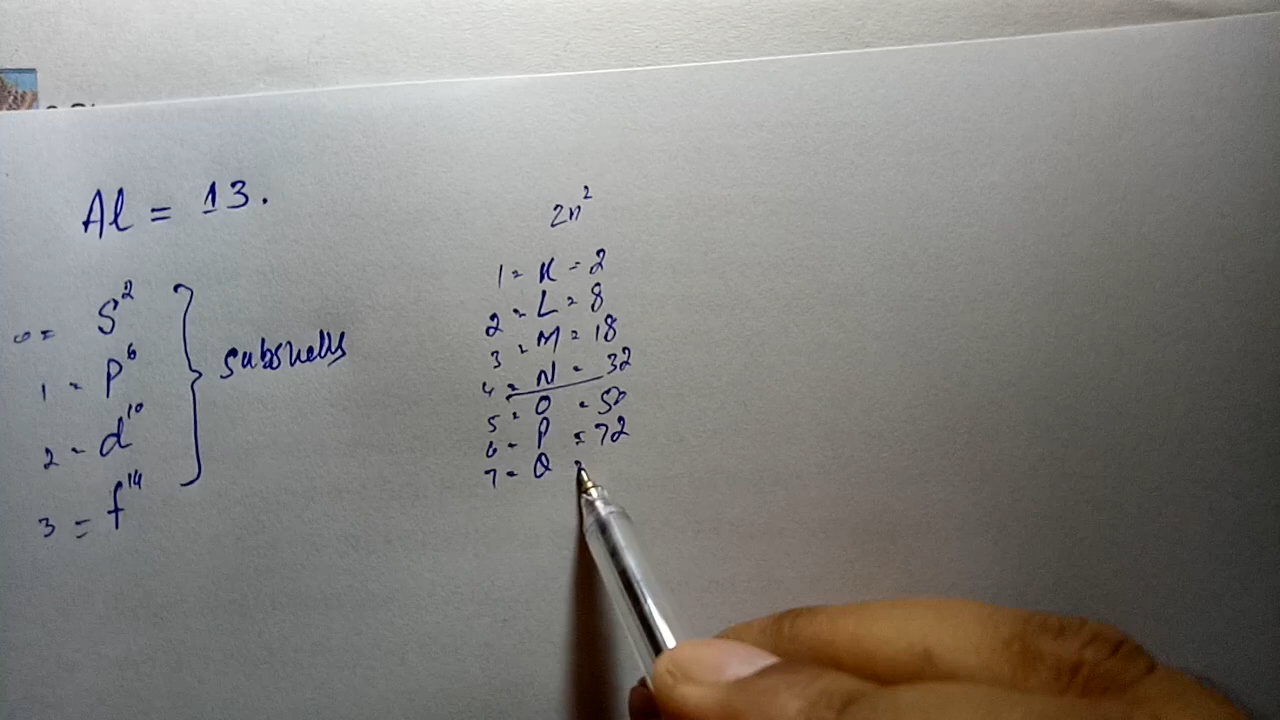 Al = 13.
0 = S²
1 = P⁶
2 = d¹⁰
3 = f¹⁴
Subshells
2n²
1 = K = 2
2 = L = 8
3 = M = 18
4 = N = 32
5 = O = 50
6 = P = 72
7 = Q =